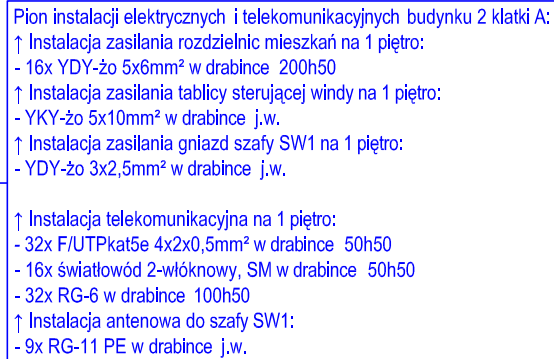 Pion instalacji elektrycznych i telekomunikacyjnych budynku 2 klatki A:
↑ Instalacja zasilania rozdzielnic mieszkań na 1 piętro:
- 16x YDY-żo 5x6mm² w drabince 200h50
↑ Instalacja zasilania tablicy sterującej windy na 1 piętro:
- YKY-żo 5x10mm² w drabince j.w.
↑ Instalacja zasilania gniazd szafy SW1 na 1 piętro:
- YDY-żo 3x2,5mm² w drabince j.w.
↑ Instalacja telekomunikacyjna na 1 piętro:
- 32x F/UTPkat5e 4x2x0,5mm² w drabince 50h50
- 16x światłowód 2-włóknowy, SM w drabince 50h50
- 32x RG-6 w drabince 100h50
↑ Instalacja antenowa do szafy SW1:
- 9x RG-11 PE w drabince j.w.